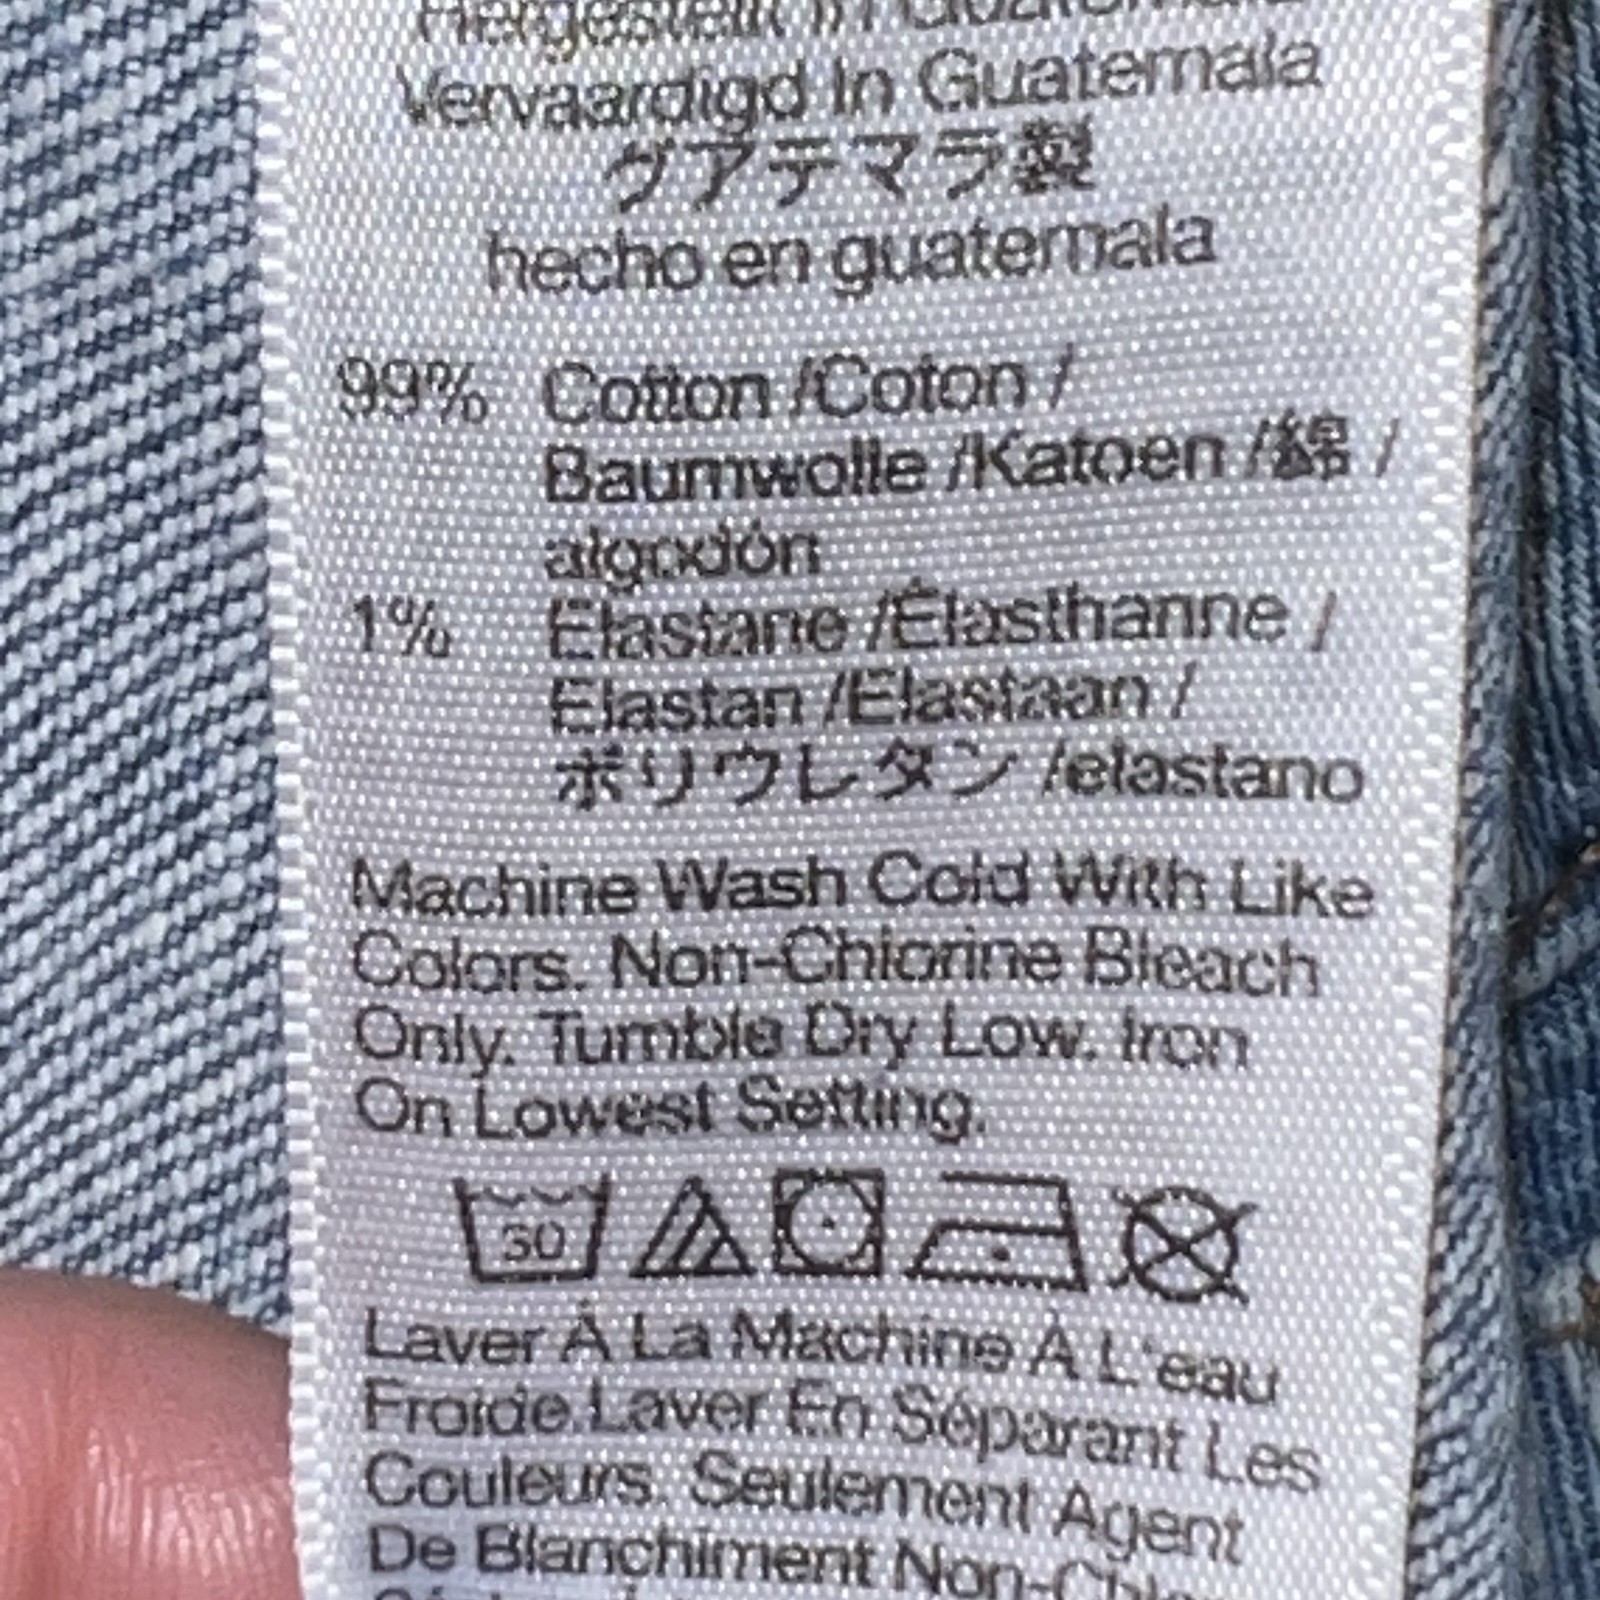 Hergestellt in Guatemala
Vervaardigd In Guatemala
グアテマラ製
hecho en guatemala
99% Cotton /Coton /
Baumwolle /Katoen /綿 /
algodón
1% Elastane /Élasthanne /
Elastan /Elastaan /
ポリウレタン /elastano
Machine Wash Cold With Like
Colors. Non-Chlorine Bleach
Only. Tumble Dry Low. Iron
On Lowest Setting.
30
Laver À La Machine À L'eau
Froide Laver En Séparant Les
Couleurs. Seulement Agent
De Blanchiment